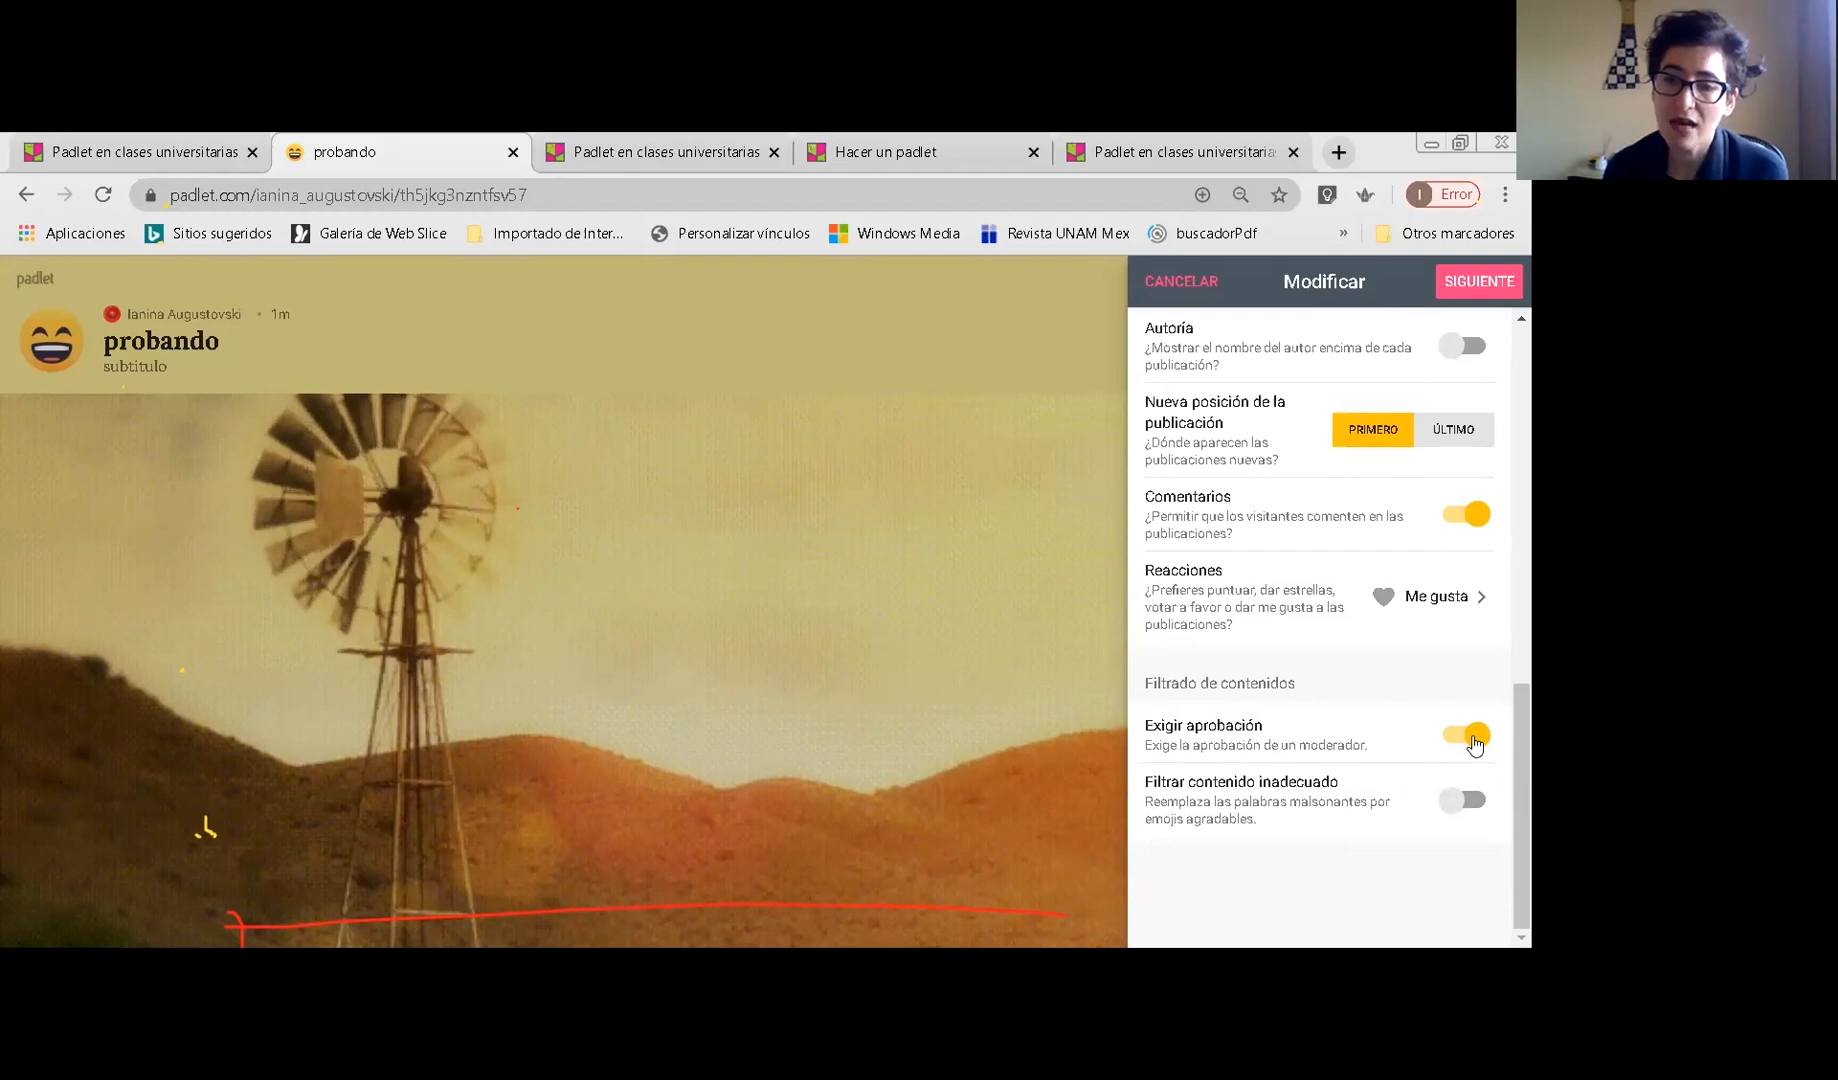 Padlet en clases universitarias
probando
Padlet en clases universitarias
Hacer un padlet
Padlet en clases universitaria:
padlet.com/ianina_augustovski/th5jkg3nzntfsv57
I Error
Aplicaciones
Sitios sugeridos
Galería de Web Slice
Importado de Inter...
Personalizar vínculos
Windows Media
Revista UNAM Mex
buscadorPdf
»
Otros marcadores
padlet
Ianina Augustovski • 1m
probando
subtítulo
CANCELAR
Modificar
SIGUIENTE
Autoría
¿Mostrar el nombre del autor encima de cada
publicación?
Nueva posición de la
publicación
¿Dónde aparecen las
publicaciones nuevas?
PRIMERO
ÚLTIMO
Comentarios
¿Permitir que los visitantes comenten en las
publicaciones?
Reacciones
¿Prefieres puntuar, dar estrellas,
votar a favor o dar me gusta a las
publicaciones?
Me gusta
Filtrado de contenidos
Exigir aprobación
Exige la aprobación de un moderador.
Filtrar contenido inadecuado
Reemplaza las palabras malsonantes por
emojis agradables.